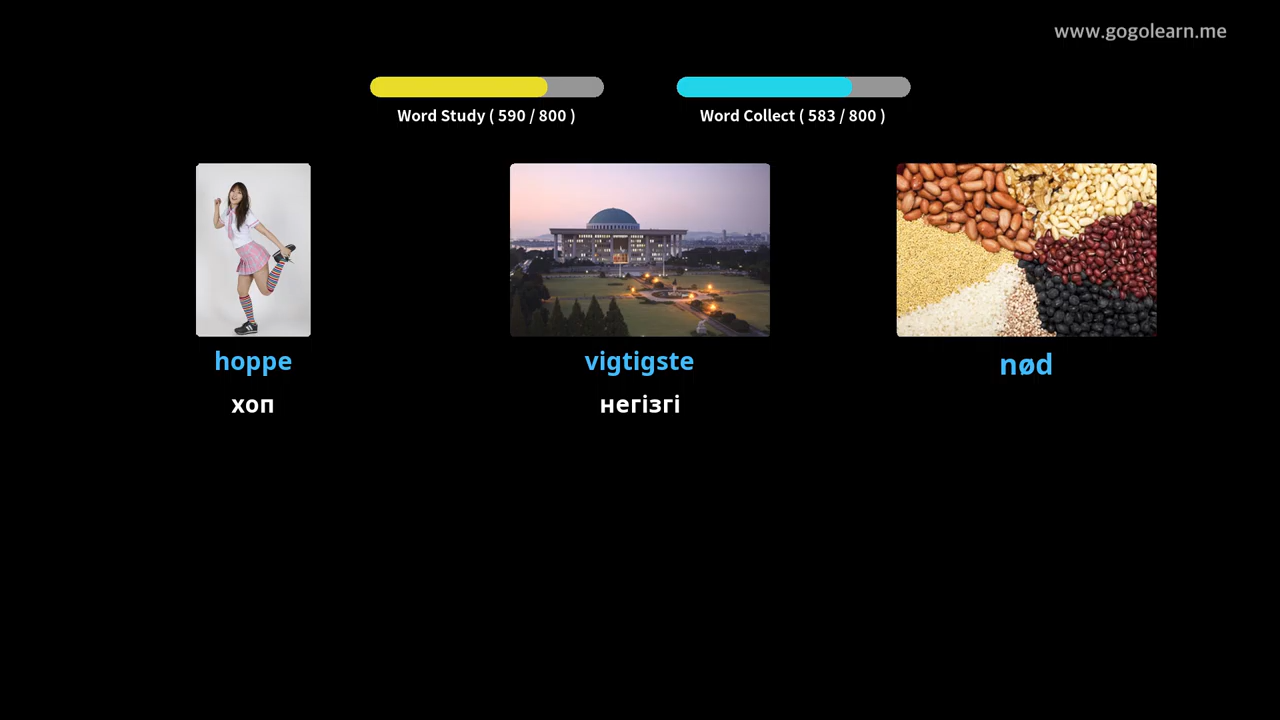 www.gogolearn.me
Word Study ( 590 / 800 )
Word Collect ( 583 / 800 )
hoppe
хоп
vigtigste
негізгі
nød